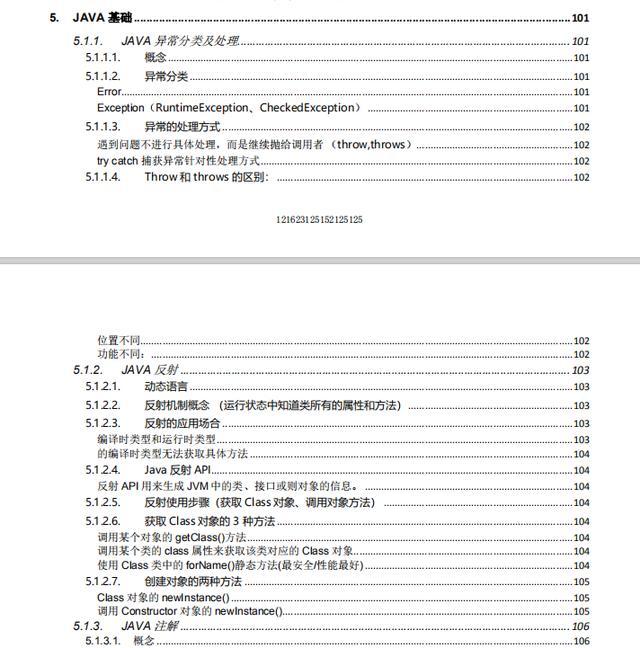 5. JAVA 基础 101
5.1.1. JAVA 异常分类及处理 101
5.1.1.1. 概念 101
5.1.1.2. 异常分类 101
Error 101
Exception（RuntimeException、CheckedException） 101
5.1.1.3. 异常的处理方式 102
遇到问题不进行具体处理，而是继续抛给调用者 （throw,throws） 102
try catch 捕获异常针对性处理方式 102
5.1.1.4. Throw 和 throws 的区别： 102
121623125152125125
位置不同 102
功能不同： 102
5.1.2. JAVA 反射 103
5.1.2.1. 动态语言 103
5.1.2.2. 反射机制概念 （运行状态中知道类所有的属性和方法） 103
5.1.2.3. 反射的应用场合 103
编译时类型和运行时类型 103
的编译时类型无法获取具体方法 104
5.1.2.4. Java 反射 API 104
反射 API 用来生成 JVM 中的类、接口或则对象的信息。 104
5.1.2.5. 反射使用步骤（获取 Class 对象、调用对象方法） 104
5.1.2.6. 获取 Class 对象的 3 种方法 104
调用某个对象的 getClass()方法 104
调用某个类的 class 属性来获取该类对应的 Class 对象 104
使用 Class 类中的 forName()静态方法(最安全/性能最好) 104
5.1.2.7. 创建对象的两种方法 105
Class 对象的 newInstance() 105
调用 Constructor 对象的 newInstance() 105
5.1.3. JAVA 注解 106
5.1.3.1. 概念 106